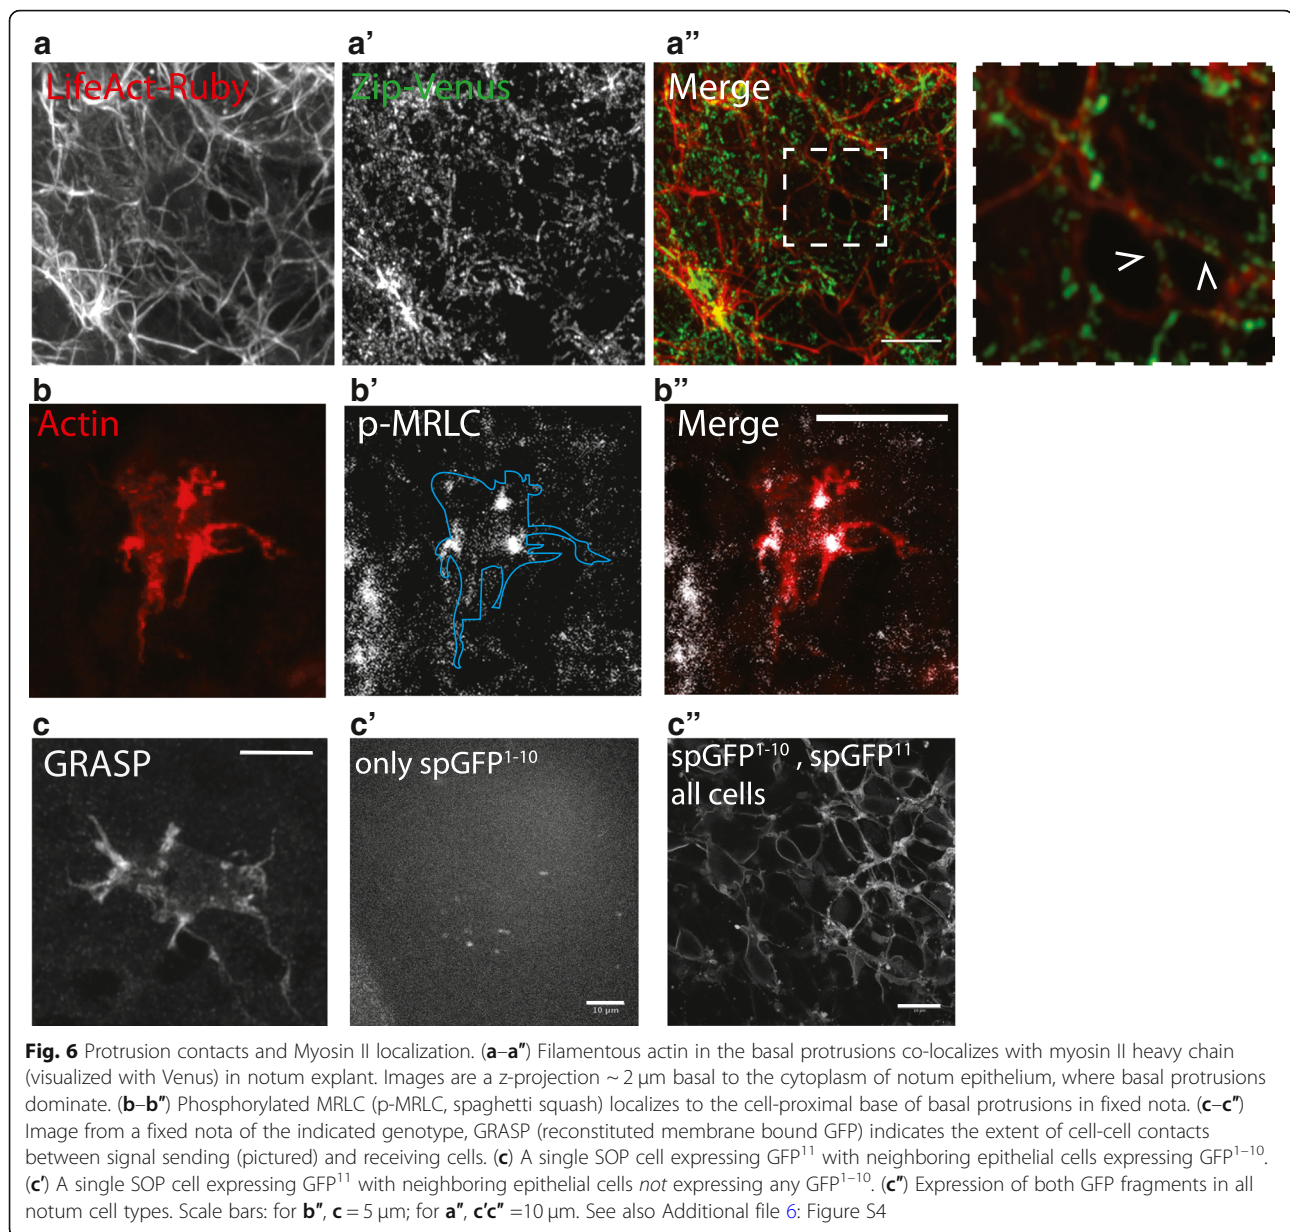 a a' a"
LifeAct-Ruby Zip-Venus Merge
b b' b"
Actin p-MRLC Merge
c c' c"
GRASP only spGFP¹⁻¹⁰ spGFP¹⁻¹⁰ , spGFP¹¹
all cells
10 µm 10 µm
Fig. 6 Protrusion contacts and Myosin II localization. (a–a") Filamentous actin in the basal protrusions co-localizes with myosin II heavy chain
(visualized with Venus) in notum explant. Images are a z-projection ~ 2 µm basal to the cytoplasm of notum epithelium, where basal protrusions
dominate. (b–b") Phosphorylated MRLC (p-MRLC, spaghetti squash) localizes to the cell-proximal base of basal protrusions in fixed nota. (c–c")
Image from a fixed nota of the indicated genotype, GRASP (reconstituted membrane bound GFP) indicates the extent of cell-cell contacts
between signal sending (pictured) and receiving cells. (c) A single SOP cell expressing GFP¹¹ with neighboring epithelial cells expressing GFP¹⁻¹⁰.
(c') A single SOP cell expressing GFP¹¹ with neighboring epithelial cells not expressing any GFP¹⁻¹⁰. (c") Expression of both GFP fragments in all
notum cell types. Scale bars: for b", c = 5 µm; for a", c'c" =10 µm. See also Additional file 6: Figure S4